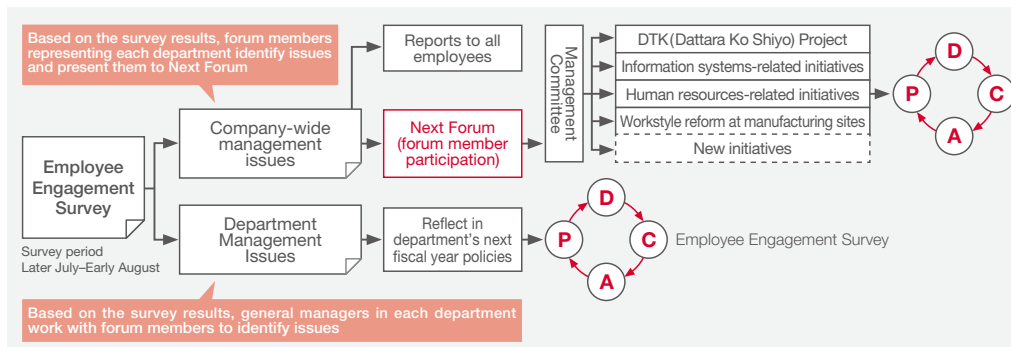 Based on the survey results, forum members
representing each department identify issues
and present them to Next Forum
Reports to all
employees
Management
Committee
DTK(Dattara Ko Shiyo) Project
Information systems-related initiatives
Human resources-related initiatives
Workstyle reform at manufacturing sites
New initiatives
P
D
C
A
Company-wide
management
issues
Next Forum
(forum member
participation)
Employee
Engagement
Survey
Survey period
Later July–Early August
Department
Management
Issues
Reflect in
department's next
fiscal year policies
P
D
C
A
Employee Engagement Survey
Based on the survey results, general managers in each department
work with forum members to identify issues